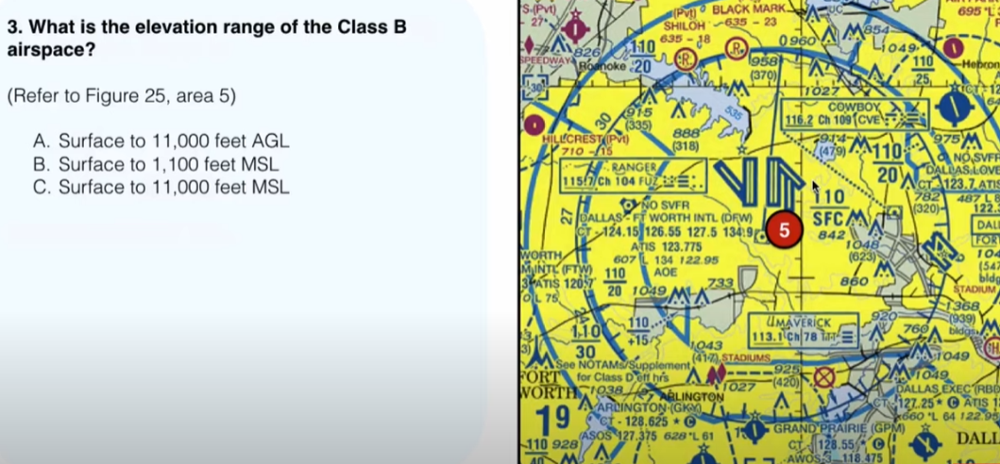 3. What is the elevation range of the Class B
airspace?
(Refer to Figure 25, area 5)
A. Surface to 11,000 feet AGL
B. Surface to 1,100 feet MSL
C. Surface to 11,000 feet MSL
(Pvt)
BLACK MARK
635 - 23
SHILOH
635 - 18
826
SPEEDWAY
Roanoke
110
20
R
R
0960
958
(370)
854
1049
695
110
25
Hebron
1027
30
915
(335)
888
(318)
535
COWBOY
116.2 Ch 109 CVE
HILLCREST (Pvt)
710 - 15
914
(479)
110
20
975
NO SVFR
DALLAS LOVE
CT - 123.7 ATIS
RANGER
115.7 Ch 104 FUZ
782
(320)
487
110
SFC
842
5
NO SVFR
DALLAS-FT WORTH INTL (DFW)
CT - 124.15 126.55 127.5 134.9
ATIS 123.775
607 L 134 122.95
AOE
27
1048
(623)
WORTH
(FTW)
110
20
1049
733
860
STADIUM
1368
(939)
bldgs
920
760
110
+15
MAVERICK
113.1 Ch 78 TTT
110
30
1043
(417)
STADIUMS
See NOTAMs/Supplement
for Class D eff hrs
925
(420)
1049
1049
FORT
WORTH
1038
1027
ARLINGTON
ARLINGTON (GKY)
CT - 128.625 ★ C
ASOS 127.375 628 *L 61
19
DALLAS EXEC (RBD)
CT - 127.25 ★ C ATIS
660 *L 64 122.95
GRAND PRAIRIE (GPM)
CT - 128.55 ★ C
AWOS-3 118.475
DALL
110
928